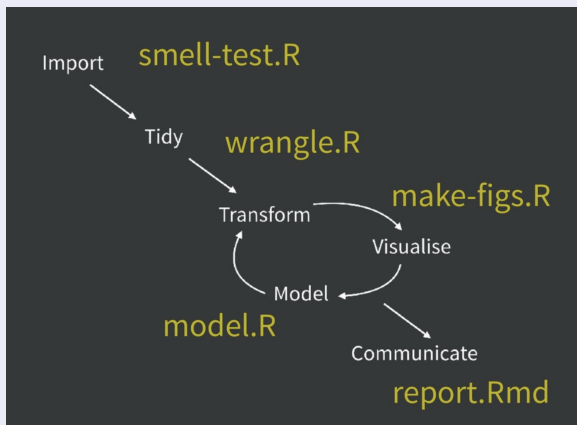 Import
smell-test.R
Tidy
wrangle.R
Transform
make-figs.R
Visualise
Model
model.R
Communicate
report.Rmd